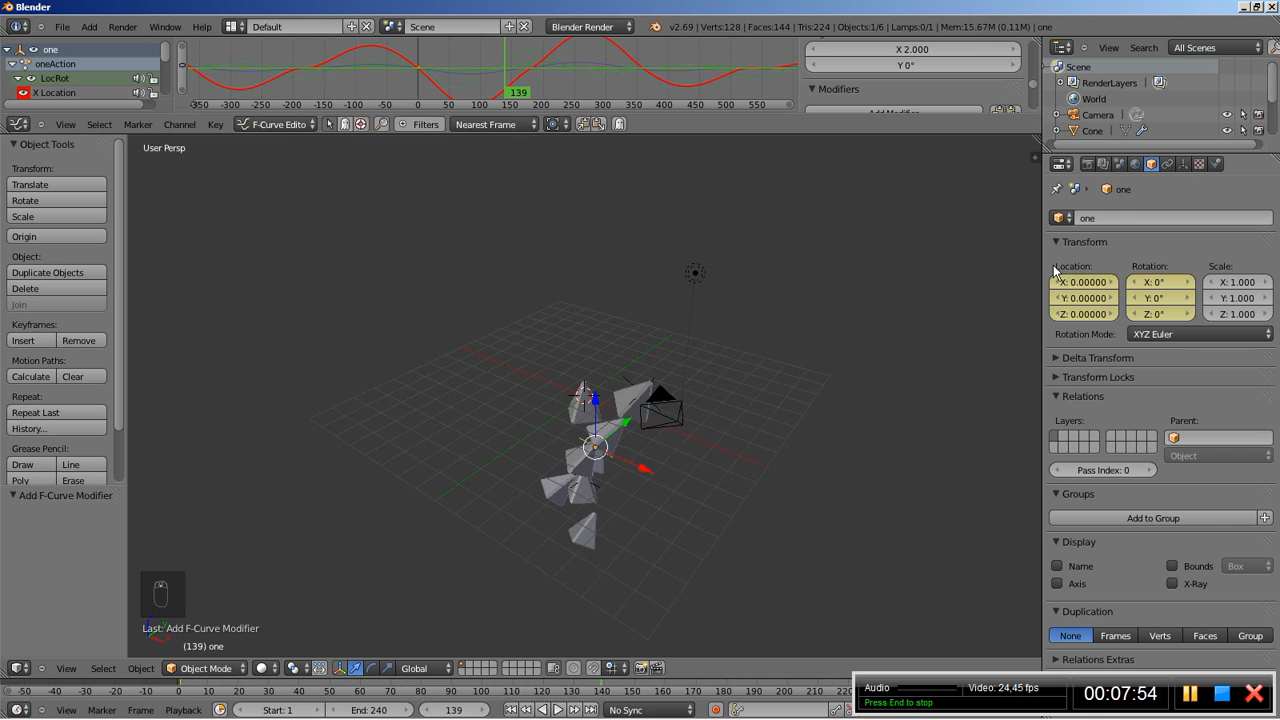 Blender
File Add Render Window Help Default Scene Blender Render v2.69 | Verts:128 | Faces:144 | Tris:224 | Objects:1/6 | Lamps:0/1 | Mem:15.67M (0.11M) | one
one
oneAction
LocRot
X Location
-350 -300 -250 -200 -150 -100 -50 0 50 100 150 200 250 300 350 400 450 500 550
139
X 2.000
Y 0°
Modifiers
View Select Marker Channel Key F-Curve Edito Filters Nearest Frame
View Search All Scenes
Scene
RenderLayers
World
Camera
Cone
Object Tools
Transform:
Translate
Rotate
Scale
Origin
Object:
Duplicate Objects
Delete
Join
Keyframes:
Insert Remove
Motion Paths:
Calculate Clear
Repeat:
Repeat Last
History...
Grease Pencil:
Draw Line
Poly Erase
Add F-Curve Modifier
User Persp
Last: Add F-Curve Modifier
(139) one
one
one
Transform
Location: Rotation: Scale:
X: 0.00000 X: 0° X: 1.000
Y: 0.00000 Y: 0° Y: 1.000
Z: 0.00000 Z: 0° Z: 1.000
Rotation Mode: XYZ Euler
Delta Transform
Transform Locks
Relations
Layers: Parent:
Object
Pass Index: 0
Groups
Add to Group
Display
Name Bounds Box
Axis X-Ray
Duplication
None Frames Verts Faces Group
Relations Extras
View Select Object Object Mode Global
-50 -40 -30 -20 -10 0 10 20 30 40 50 60 70 80 90 100 110 120 130 140 150 160 170 180 190
View Marker Frame Playback Start: 1 End: 240 139 No Sync
Audio Video: 24,45 fps
Press End to stop
00:07:54